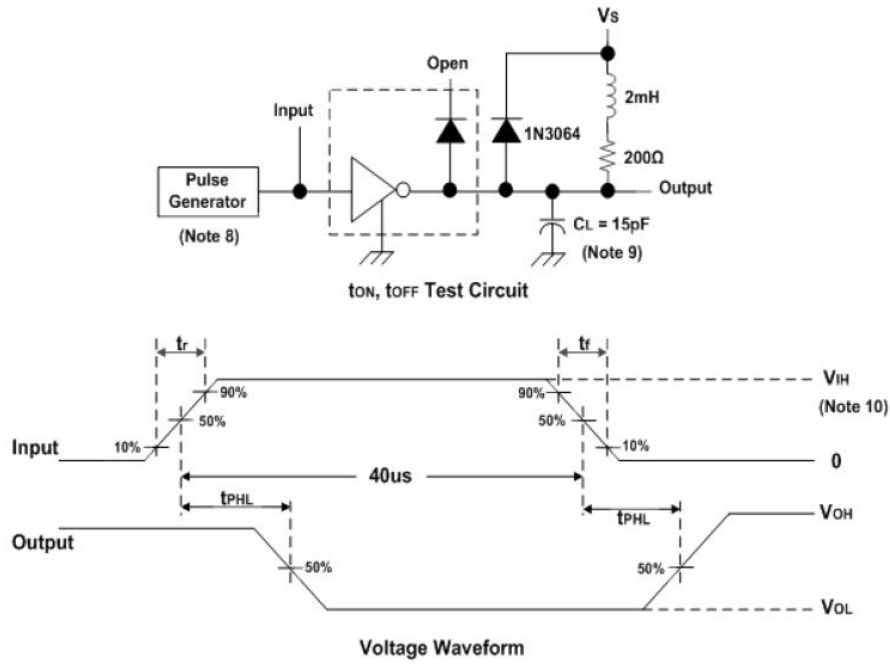 Vs
Open
2mH
Input
1N3064
200Ω
Pulse
Generator
Output
(Note 8)
CL = 15pF
(Note 9)
tON, tOFF Test Circuit
tr
tf
90%
90%
VIH
(Note 10)
50%
50%
Input
10%
10%
0
40us
tPHL
tPHL
VOH
Output
50%
50%
VOL
Voltage Waveform